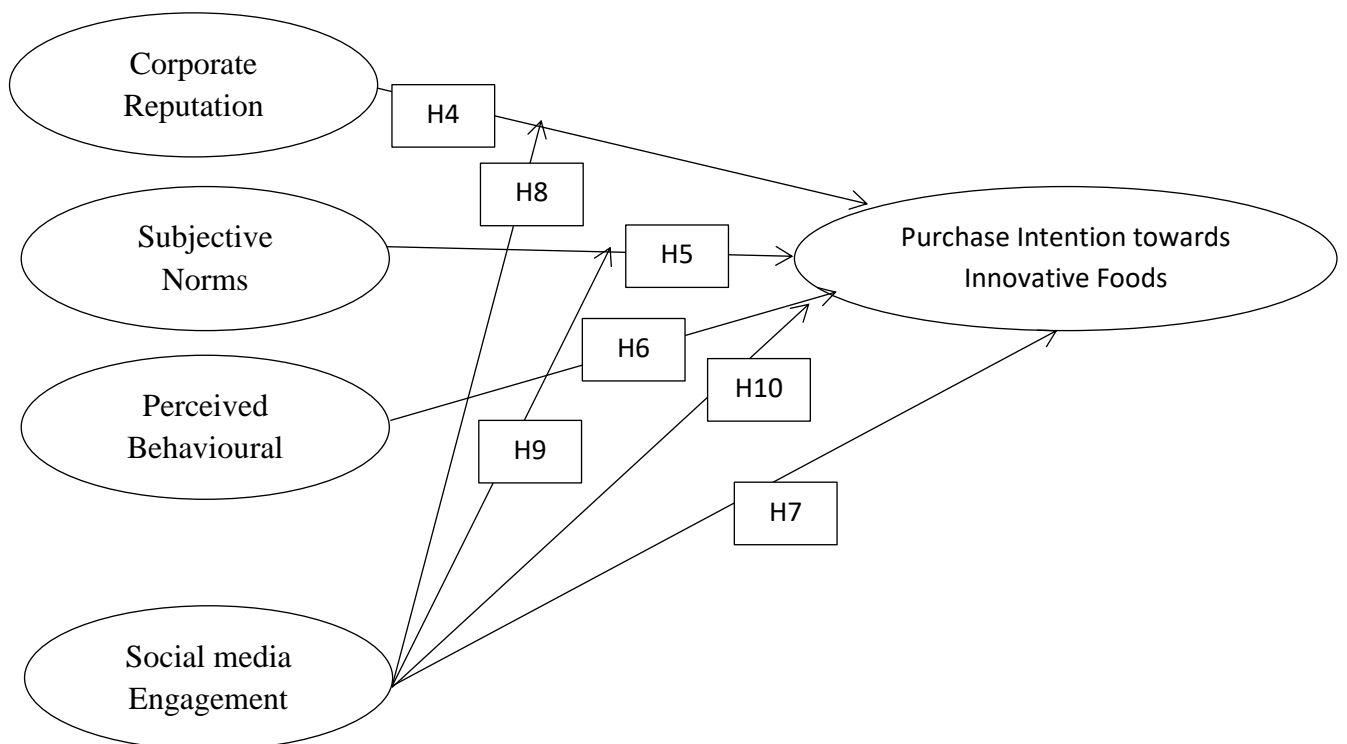 Corporate
Reputation
H4
H8
Subjective
Norms
H5
Purchase Intention towards
Innovative Foods
H6
H10
Perceived
Behavioural
H9
H7
Social media
Engagement